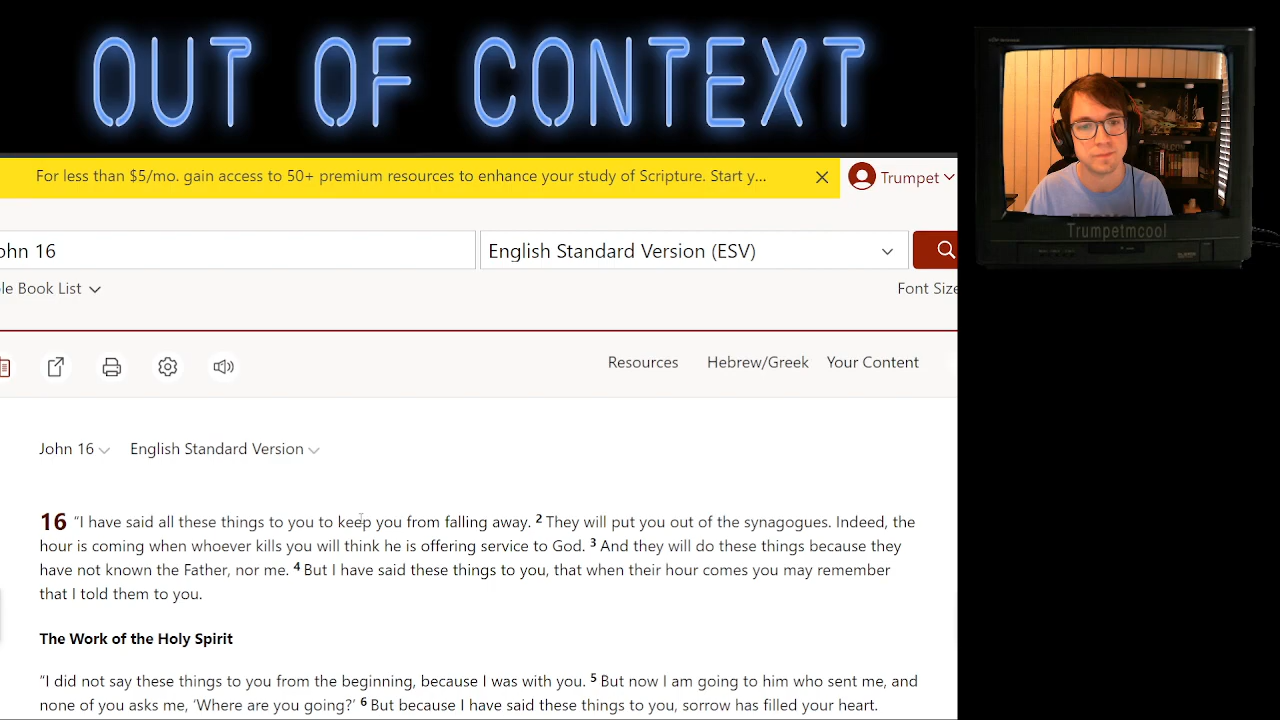 OUT OF CONTEXT
For less than $5/mo. gain access to 50+ premium resources to enhance your study of Scripture. Start y...
Trumpet
ohn 16
English Standard Version (ESV)
le Book List
Font Size
Resources
Hebrew/Greek
Your Content
John 16
English Standard Version
16 “I have said all these things to you to keep you from falling away. 2 They will put you out of the synagogues. Indeed, the
hour is coming when whoever kills you will think he is offering service to God. 3 And they will do these things because they
have not known the Father, nor me. 4 But I have said these things to you, that when their hour comes you may remember
that I told them to you.
The Work of the Holy Spirit
“I did not say these things to you from the beginning, because I was with you. 5 But now I am going to him who sent me, and
none of you asks me, ‘Where are you going?’ 6 But because I have said these things to you, sorrow has filled your heart.
Trumpetmcool